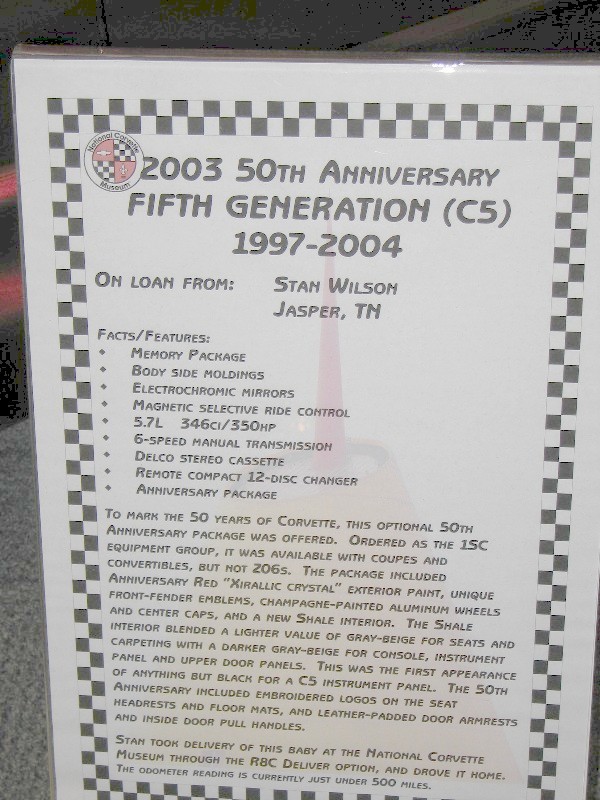 National Corvette
Museum
2003 50th Anniversary
Fifth Generation (C5)
1997-2004
On loan from: Stan Wilson
Jasper, TN
Facts/Features:
• Memory Package
• Body side moldings
• Electrochromic mirrors
• Magnetic selective ride control
• 5.7L 346ci/350hp
• 6-speed manual transmission
• Delco stereo cassette
• Remote compact 12-disc changer
• Anniversary package
To mark the 50 years of Corvette, this optional 50th
Anniversary package was offered. Ordered as the 1SC
equipment group, it was available with coupes and
convertibles, but not Z06s. The package included
Anniversary Red "Xirallic crystal" exterior paint, unique
front-fender emblems, champagne-painted aluminum wheels
and center caps, and a new Shale interior. The Shale
interior blended a lighter value of gray-beige for seats and
carpeting with a darker gray-beige for console, instrument
panel and upper door panels. This was the first appearance
of anything but black for a C5 instrument panel. The 50th
Anniversary included embroidered logos on the seat
headrests and floor mats, and leather-padded door armrests
and inside door pull handles.
Stan took delivery of this baby at the National Corvette
Museum through the R8C Deliver option, and drove it home.
The odometer reading is currently just under 500 miles.